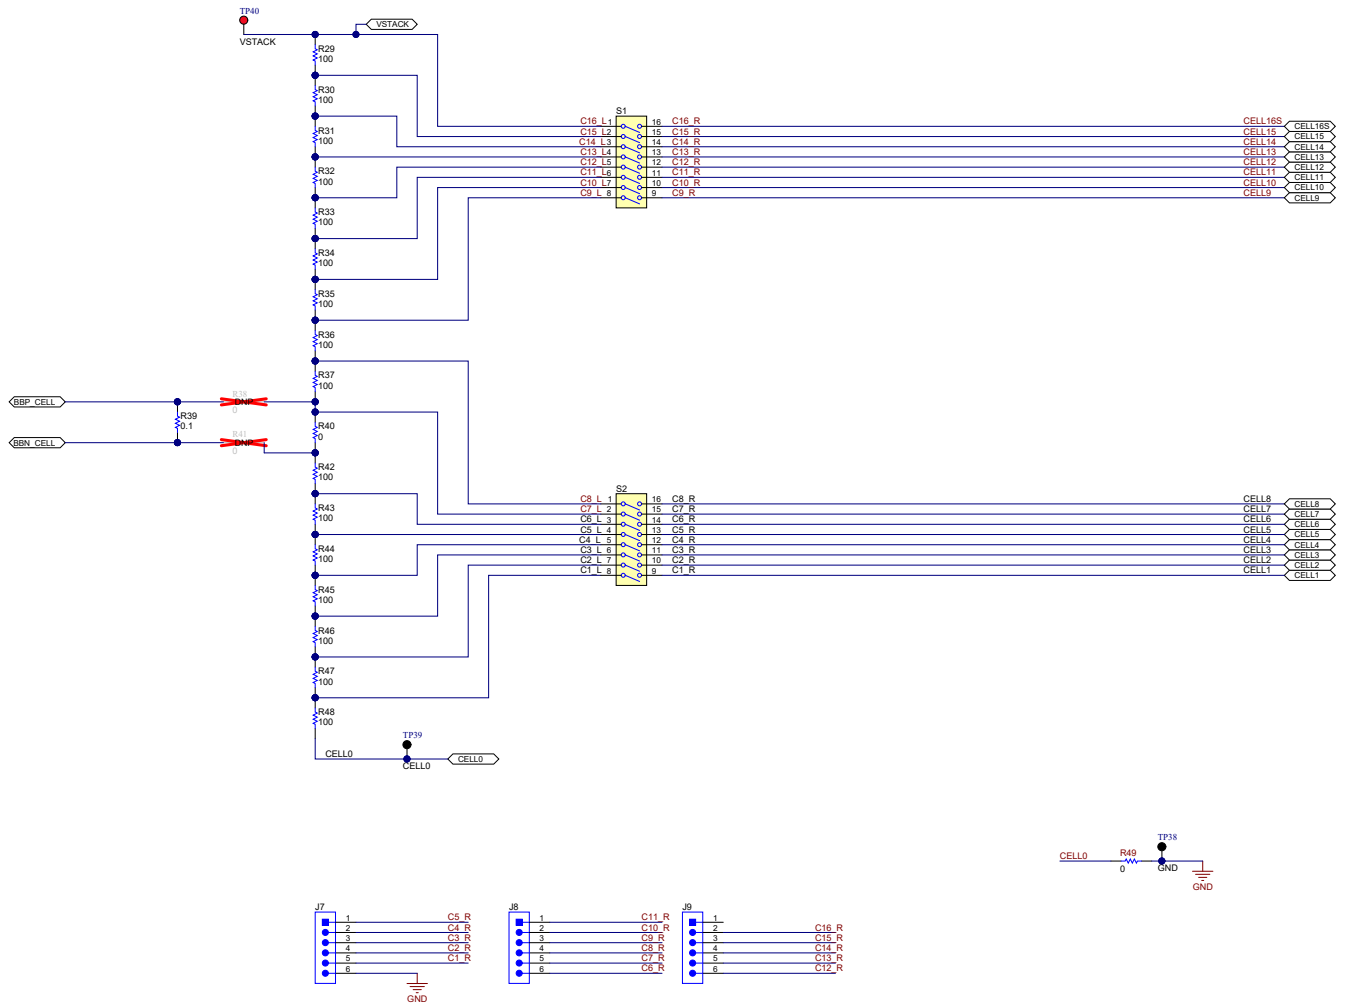 TP40
VSTACK
VSTACK
R29
100
R30
100
R31
100
R32
100
R33
100
R34
100
R35
100
R36
100
R37
100
S1
C16_L 1 16 C16_R CELL16S CELL16S
C15_L 2 15 C15_R CELL15 CELL15
C14_L 3 14 C14_R CELL14 CELL14
C13_L 4 13 C13_R CELL13 CELL13
C12_L 5 12 C12_R CELL12 CELL12
C11_L 6 11 C11_R CELL11 CELL11
C10_L 7 10 C10_R CELL10 CELL10
C9_L 8 9 C9_R CELL9 CELL9
BBP_CELL
R38
DNP
0
R39
0.1
BBN_CELL
R41
DNP
0
R40
0
R42
100
R43
100
R44
100
R45
100
R46
100
R47
100
R48
100
S2
C8_L 1 16 C8_R CELL8 CELL8
C7_L 2 15 C7_R CELL7 CELL7
C6_L 3 14 C6_R CELL6 CELL6
C5_L 4 13 C5_R CELL5 CELL5
C4_L 5 12 C4_R CELL4 CELL4
C3_L 6 11 C3_R CELL3 CELL3
C2_L 7 10 C2_R CELL2 CELL2
C1_L 8 9 C1_R CELL1 CELL1
TP39
CELL0
CELL0
CELL0
TP38
CELL0
R49
0
GND
GND
J7
1 C5_R
2 C4_R
3 C3_R
4 C2_R
5 C1_R
6
GND
J8
1 C11_R
2 C10_R
3 C9_R
4 C8_R
5 C7_R
6 C6_R
J9
1
2 C16_R
3 C15_R
4 C14_R
5 C13_R
6 C12_R